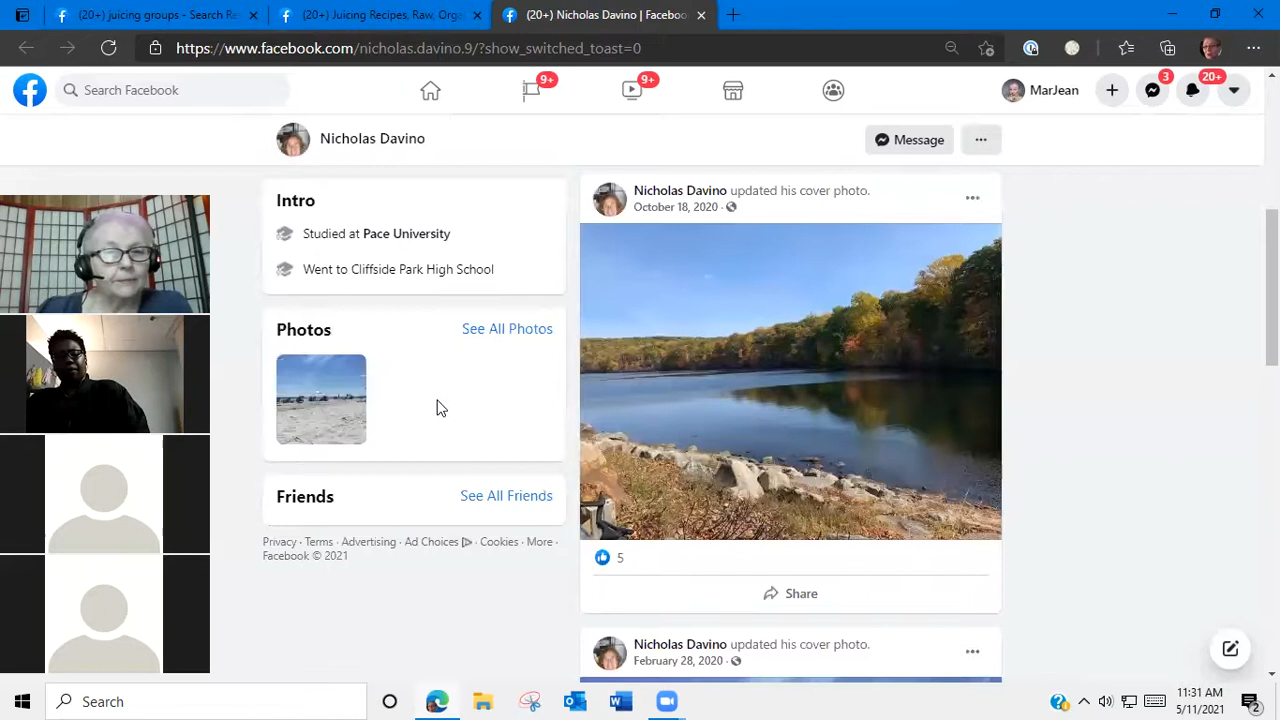 (20+) juicing groups - Search Re
(20+) Juicing Recipes, Raw, Orga
(20+) Nicholas Davino | Facebook
https://www.facebook.com/nicholas.davino.9/?show_switched_toast=0
Search Facebook
9+
9+
MarJean
3
20+
Nicholas Davino
Message
Intro
Studied at Pace University
Went to Cliffside Park High School
Photos
See All Photos
Friends
See All Friends
Privacy · Terms · Advertising · Ad Choices · Cookies · More ·
Facebook © 2021
Nicholas Davino updated his cover photo.
October 18, 2020 ·
5
Share
Nicholas Davino updated his cover photo.
February 28, 2020 ·
Search
11:31 AM
5/11/2021
2